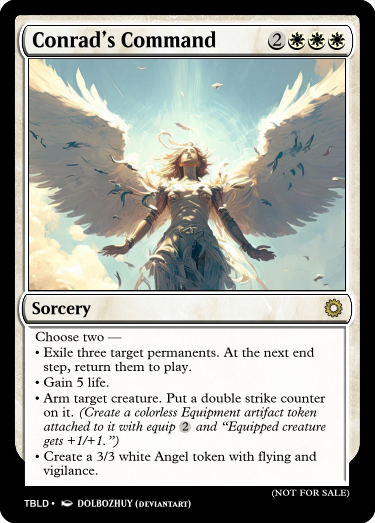 Conrad's Command 2
Sorcery
Choose two —
• Exile three target permanents. At the next end
step, return them to play.
• Gain 5 life.
• Arm target creature. Put a double strike counter
on it. (Create a colorless Equipment artifact token
attached to it with equip 2 and “Equipped creature
gets +1/+1.”)
• Create a 3/3 white Angel token with flying and
vigilance.
(NOT FOR SALE)
TBLD • DOLBOZHUY (DEVIANTART)